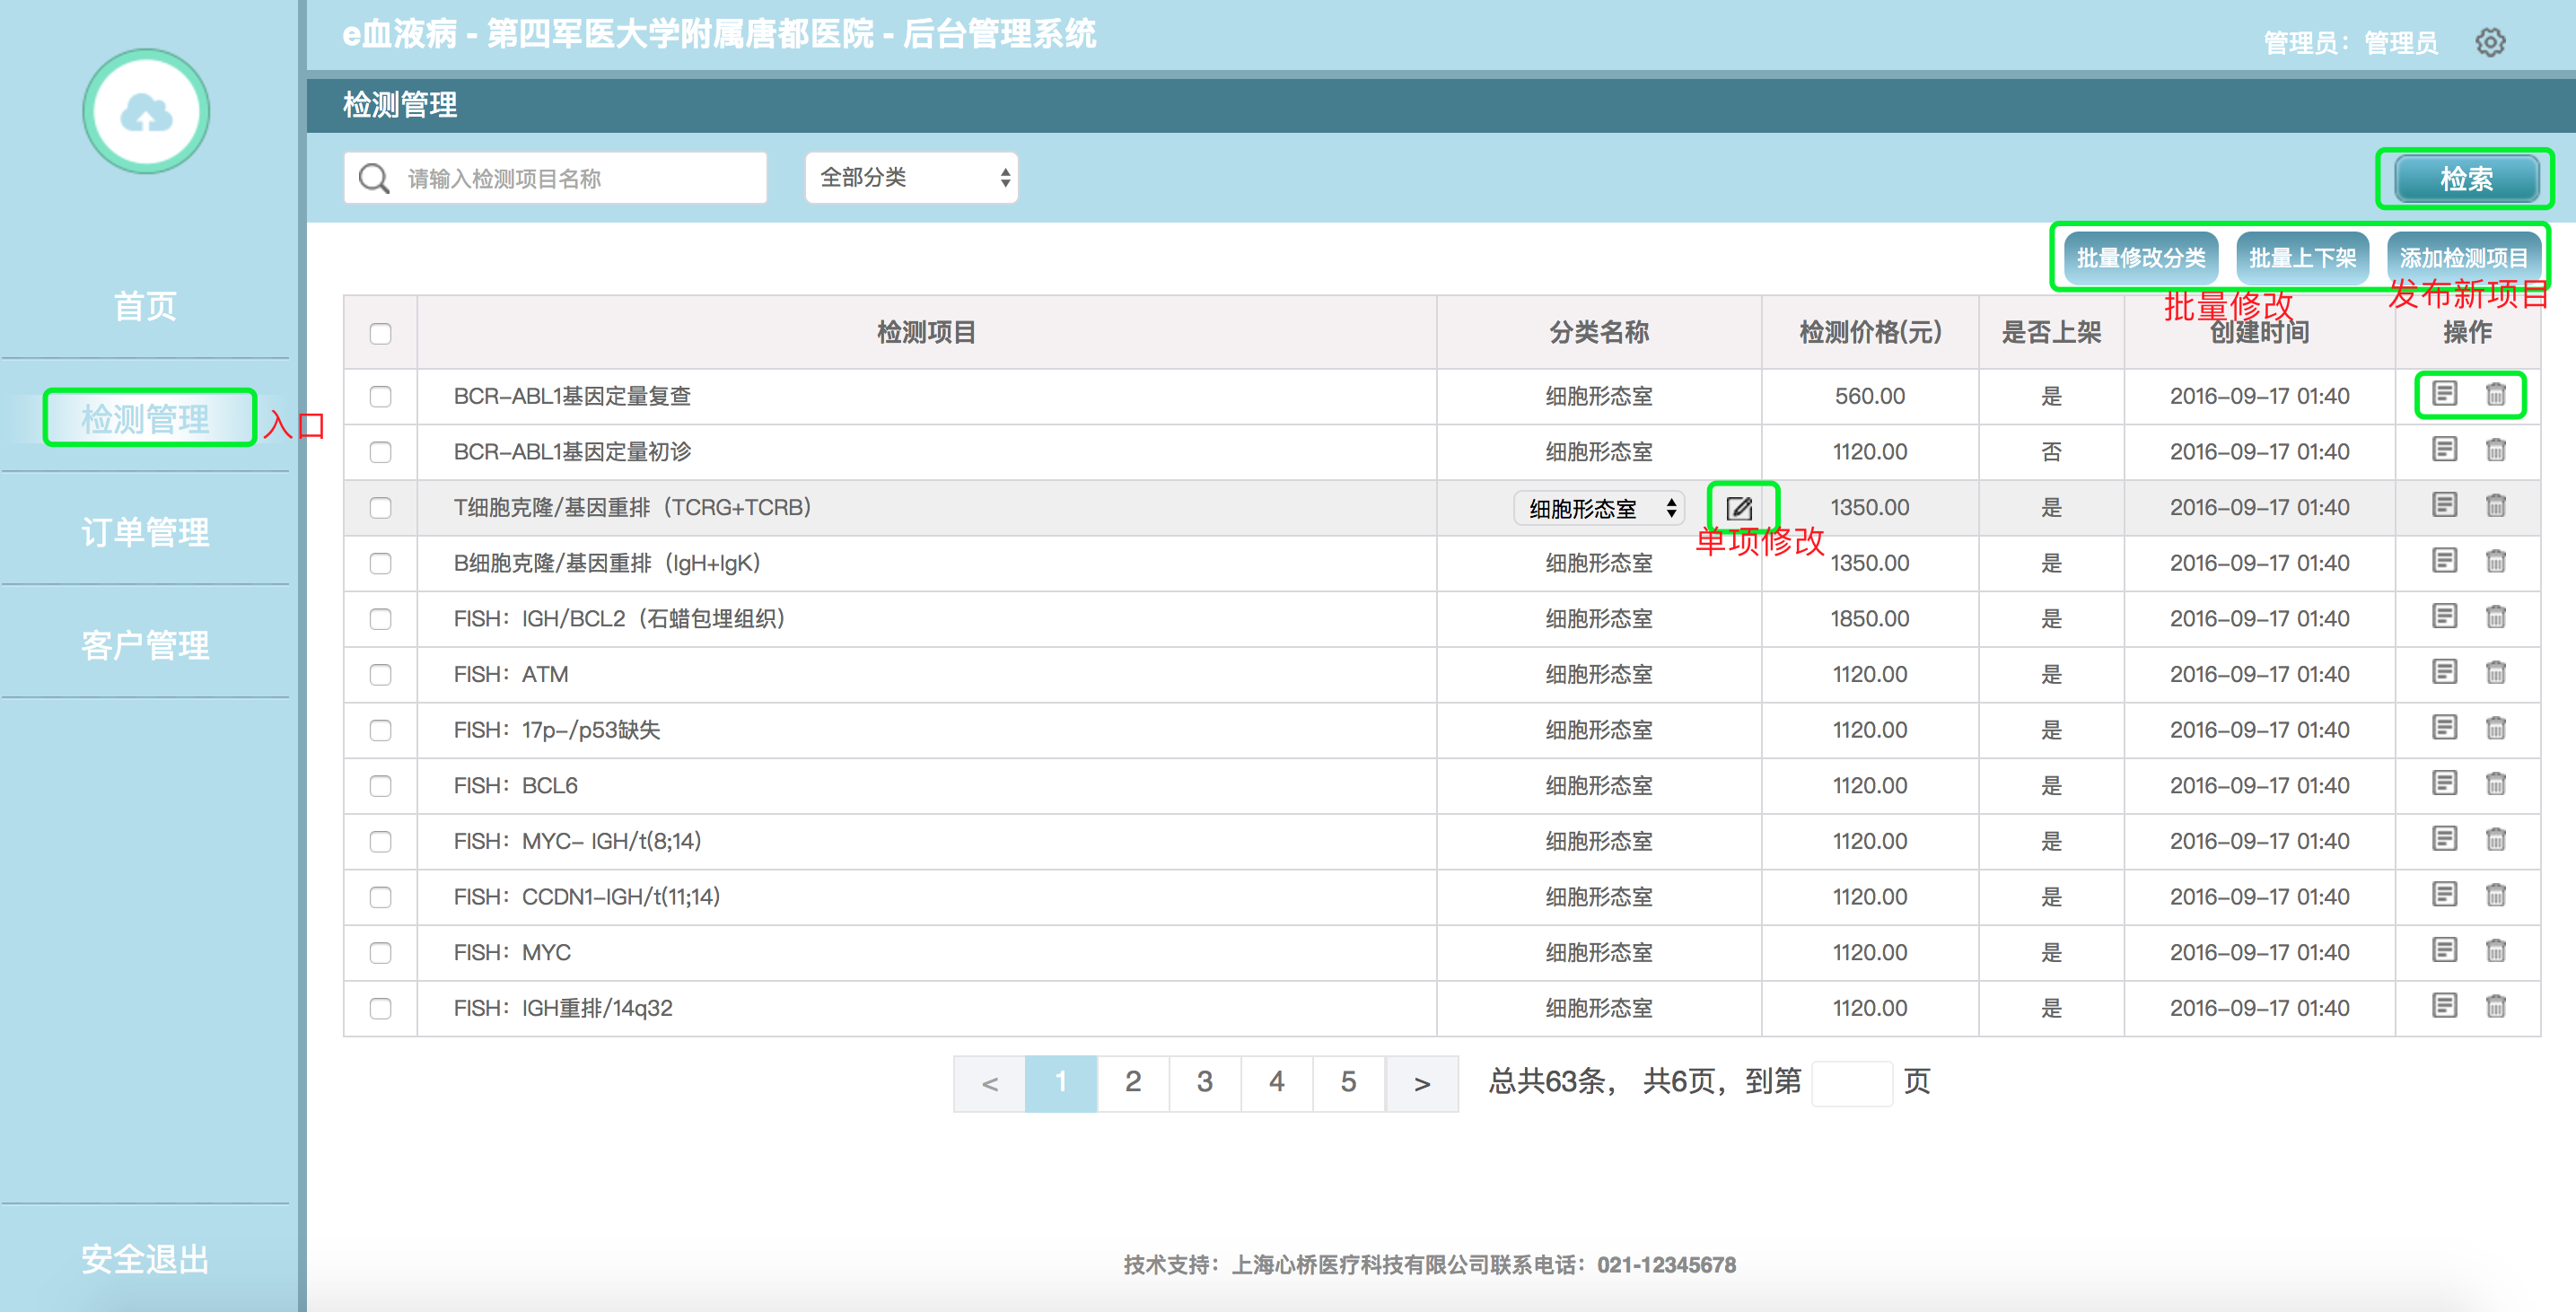 e血液病 - 第四军医大学附属唐都医院 - 后台管理系统
管理员：管理员
检测管理
请输入检测项目名称
全部分类
检索
批量修改分类
批量上下架
添加检测项目
批量修改
发布新项目
首页
检测管理
入口
订单管理
客户管理
安全退出
检测项目 分类名称 检测价格(元) 是否上架 创建时间 操作
BCR-ABL1基因定量复查 细胞形态室 560.00 是 2016-09-17 01:40
BCR-ABL1基因定量初诊 细胞形态室 1120.00 否 2016-09-17 01:40
T细胞克隆/基因重排（TCRG+TCRB） 细胞形态室 1350.00 是 2016-09-17 01:40
单项修改
B细胞克隆/基因重排（IgH+IgK） 细胞形态室 1350.00 是 2016-09-17 01:40
FISH：IGH/BCL2（石蜡包埋组织） 细胞形态室 1850.00 是 2016-09-17 01:40
FISH：ATM 细胞形态室 1120.00 是 2016-09-17 01:40
FISH：17p-/p53缺失 细胞形态室 1120.00 是 2016-09-17 01:40
FISH：BCL6 细胞形态室 1120.00 是 2016-09-17 01:40
FISH：MYC- IGH/t(8;14) 细胞形态室 1120.00 是 2016-09-17 01:40
FISH：CCDN1-IGH/t(11;14) 细胞形态室 1120.00 是 2016-09-17 01:40
FISH：MYC 细胞形态室 1120.00 是 2016-09-17 01:40
FISH：IGH重排/14q32 细胞形态室 1120.00 是 2016-09-17 01:40
< 1 2 3 4 5 > 总共63条， 共6页，到第 页
技术支持：上海心桥医疗科技有限公司联系电话：021-12345678